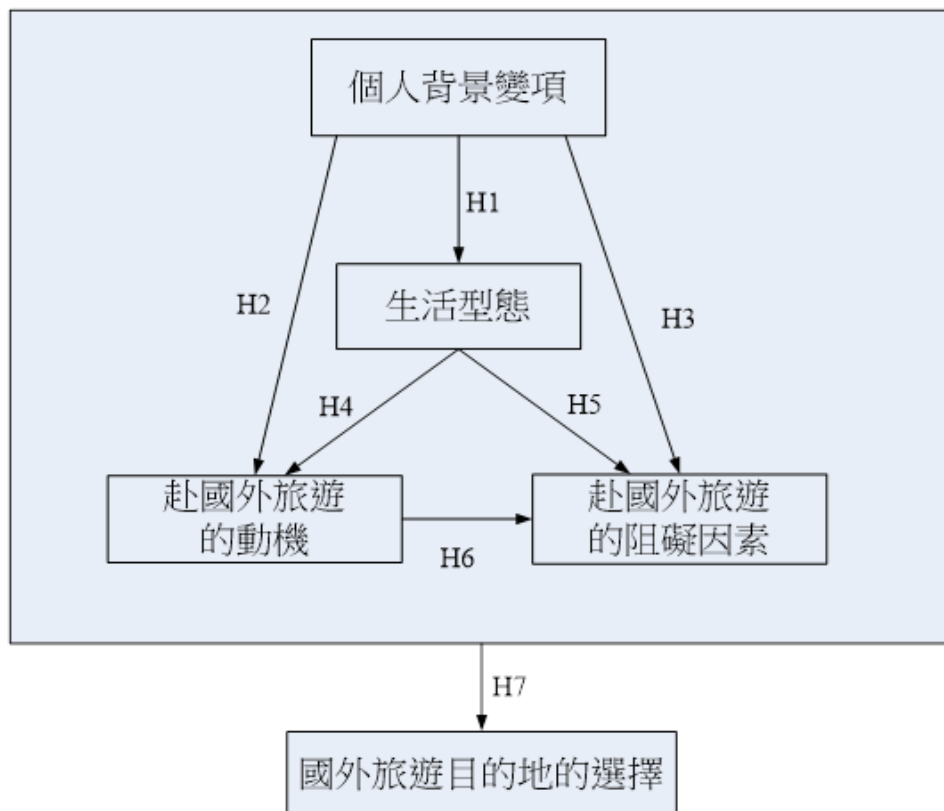 個人背景變項
H1
生活型態
H2
H3
H4
H5
赴國外旅遊
的動機
赴國外旅遊
的阻礙因素
H6
H7
國外旅遊目的地的選擇